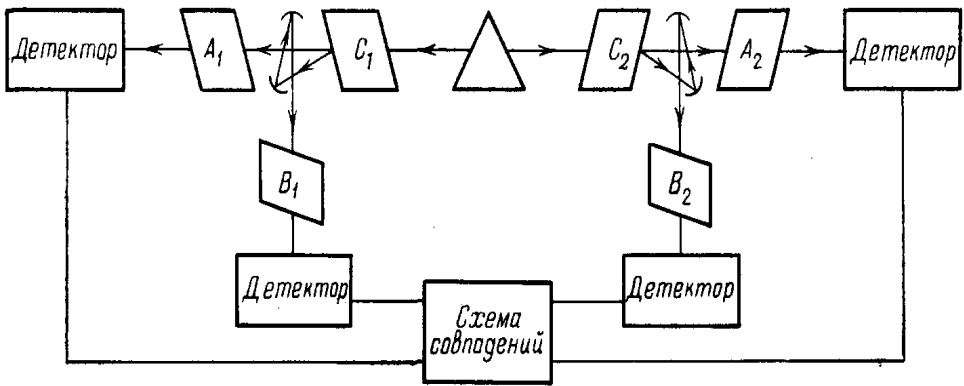 Детектор
A₁
C₁
C₂
A₂
Детектор
B₁
B₂
Детектор
Схема
совпадений
Детектор